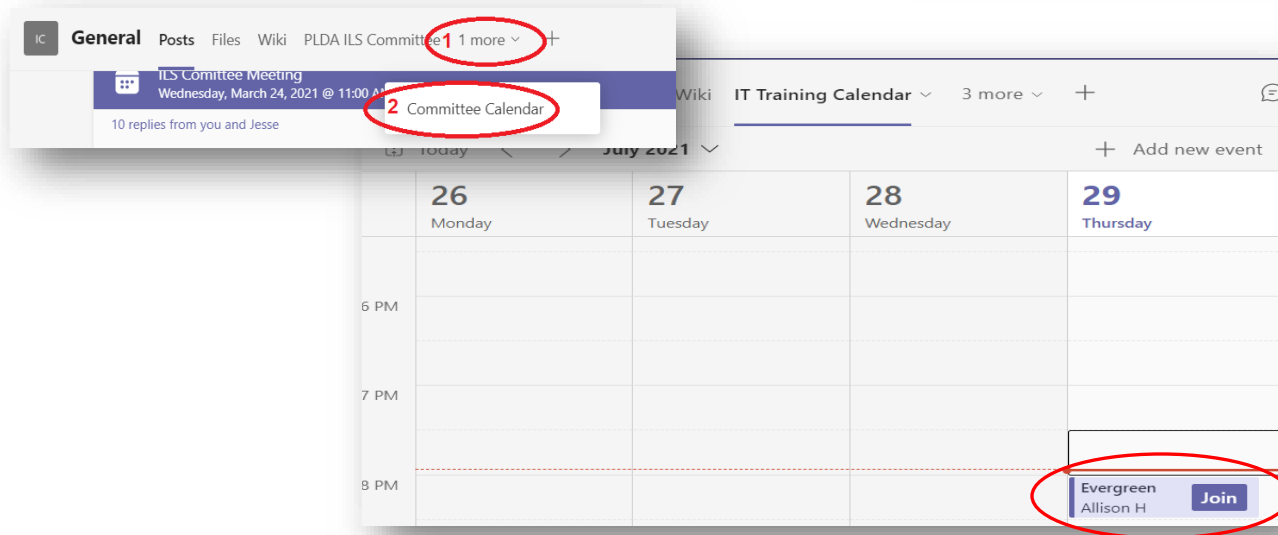 IC General Posts Files Wiki PLDA ILS Committee 1 1 more
ILS Comittee Meeting
Wednesday, March 24, 2021 @ 11:00 AM
2 Committee Calendar
10 replies from you and Jesse
Wiki IT Training Calendar 3 more
Today July 2021 Add new event
26 27 28 29
Monday Tuesday Wednesday Thursday
6 PM
7 PM
8 PM
Evergreen
Allison H
Join